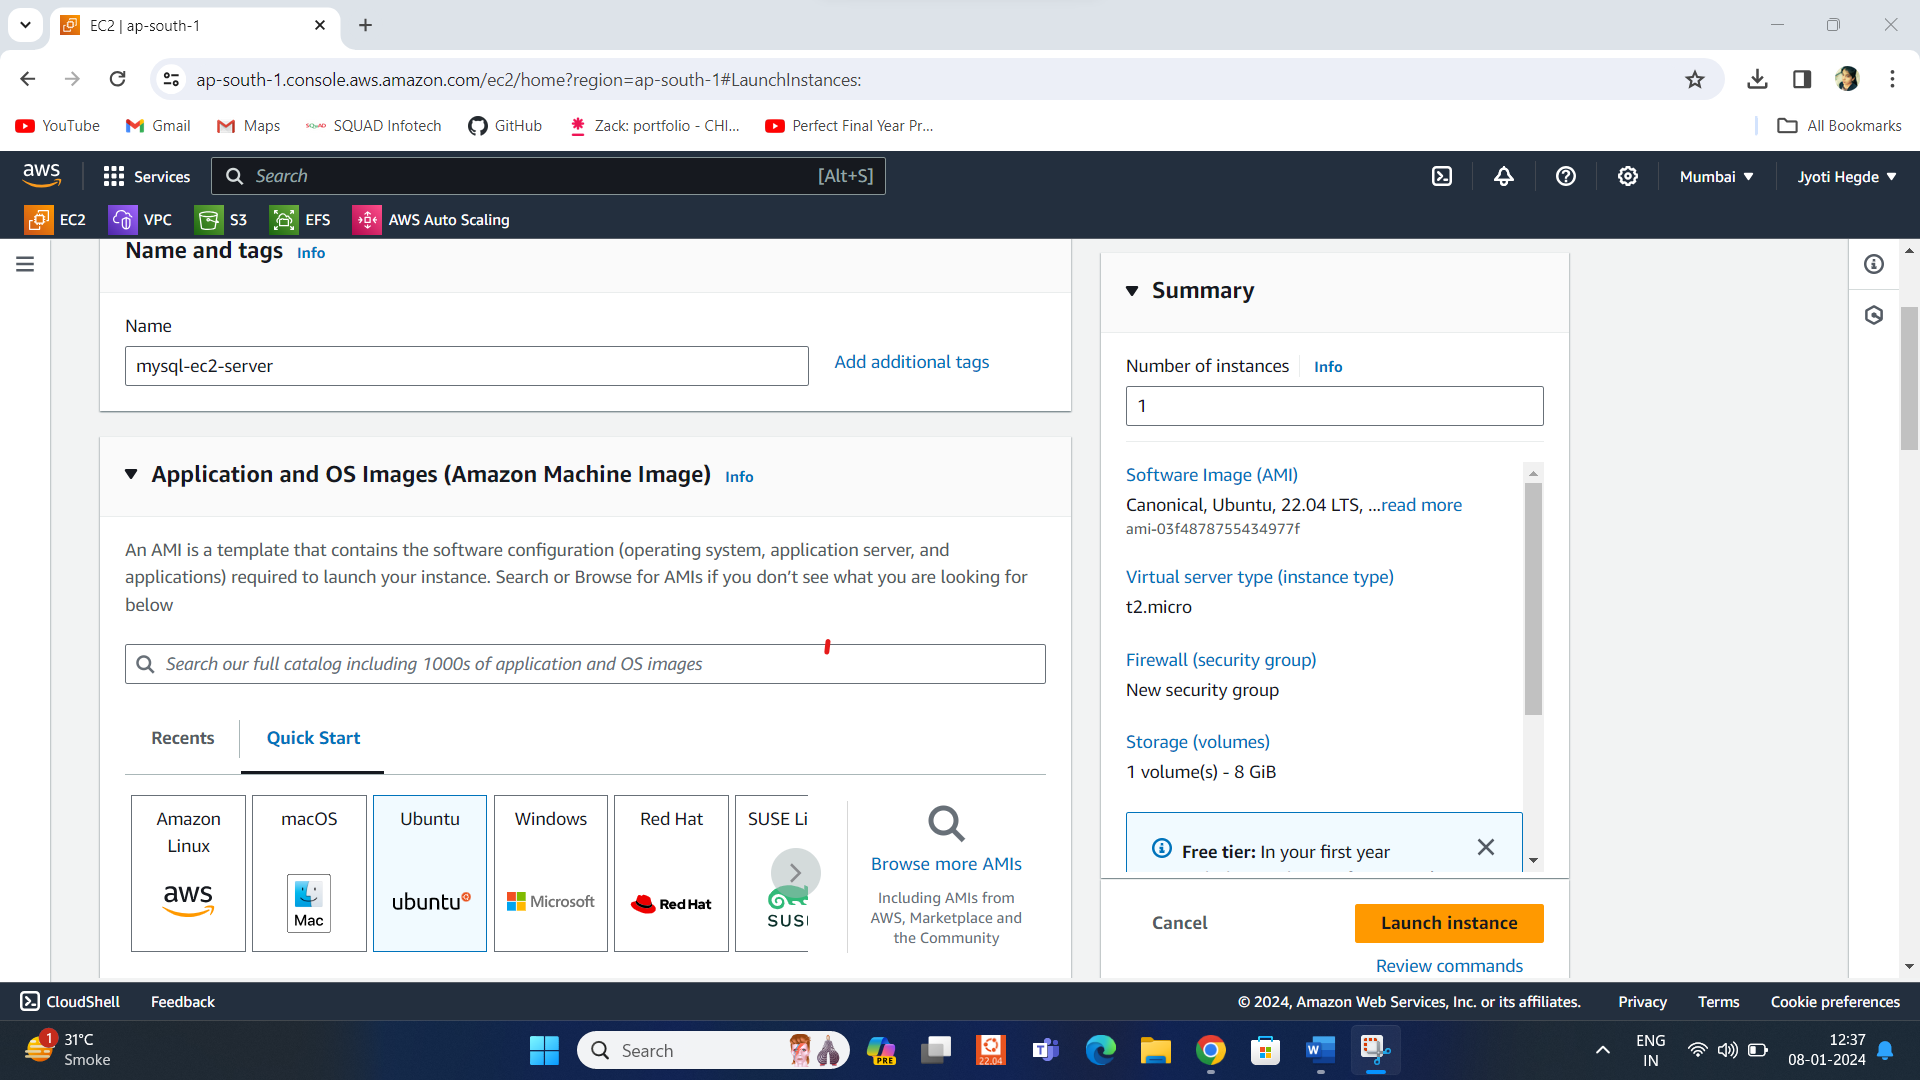 EC2 | ap-south-1
ap-south-1.console.aws.amazon.com/ec2/home?region=ap-south-1#LaunchInstances:
YouTube
Gmail
Maps
SQUAD Infotech
GitHub
Zack: portfolio - CHI...
Perfect Final Year Pr...
All Bookmarks
aws
Services
Search
[Alt+S]
Mumbai
Jyoti Hegde
EC2
VPC
S3
EFS
AWS Auto Scaling
Name and tags Info
Name
mysql-ec2-server
Add additional tags
Application and OS Images (Amazon Machine Image) Info
An AMI is a template that contains the software configuration (operating system, application server, and
applications) required to launch your instance. Search or Browse for AMIs if you don’t see what you are looking for
below
Search our full catalog including 1000s of application and OS images
Recents
Quick Start
Amazon
Linux
aws
macOS
Mac
Ubuntu
ubuntu
Windows
Microsoft
Red Hat
Red Hat
SUSE Li
SUS
Browse more AMIs
Including AMIs from
AWS, Marketplace and
the Community
Summary
Number of instances Info
1
Software Image (AMI)
Canonical, Ubuntu, 22.04 LTS, ...read more
ami-03f4878755434977f
Virtual server type (instance type)
t2.micro
Firewall (security group)
New security group
Storage (volumes)
1 volume(s) - 8 GiB
Free tier: In your first year
Cancel
Launch instance
Review commands
CloudShell
Feedback
© 2024, Amazon Web Services, Inc. or its affiliates.
Privacy
Terms
Cookie preferences
1
31°C
Smoke
Search
PRE
22.04
ENG
IN
12:37
08-01-2024